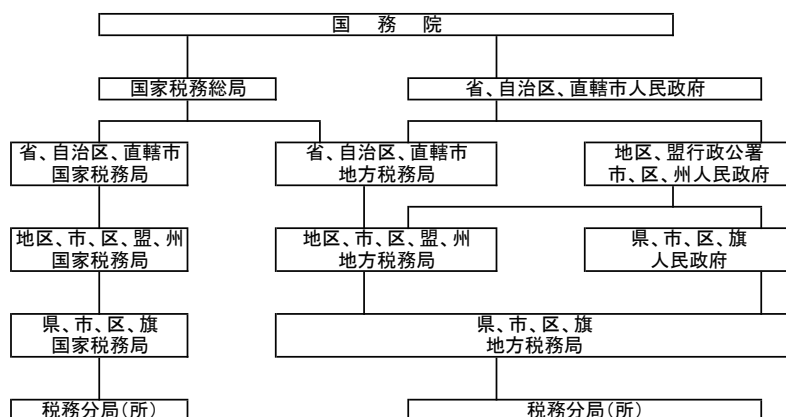 国 務 院
国家税務総局
省、自治区、直轄市人民政府
省、自治区、直轄市
国家税務局
省、自治区、直轄市
地方税務局
地区、盟行政公署
市、区、州人民政府
地区、市、区、盟、州
国家税務局
地区、市、区、盟、州
地方税務局
県、市、区、旗
人民政府
県、市、区、旗
国家税務局
県、市、区、旗
地方税務局
税務分局(所)
税務分局(所)